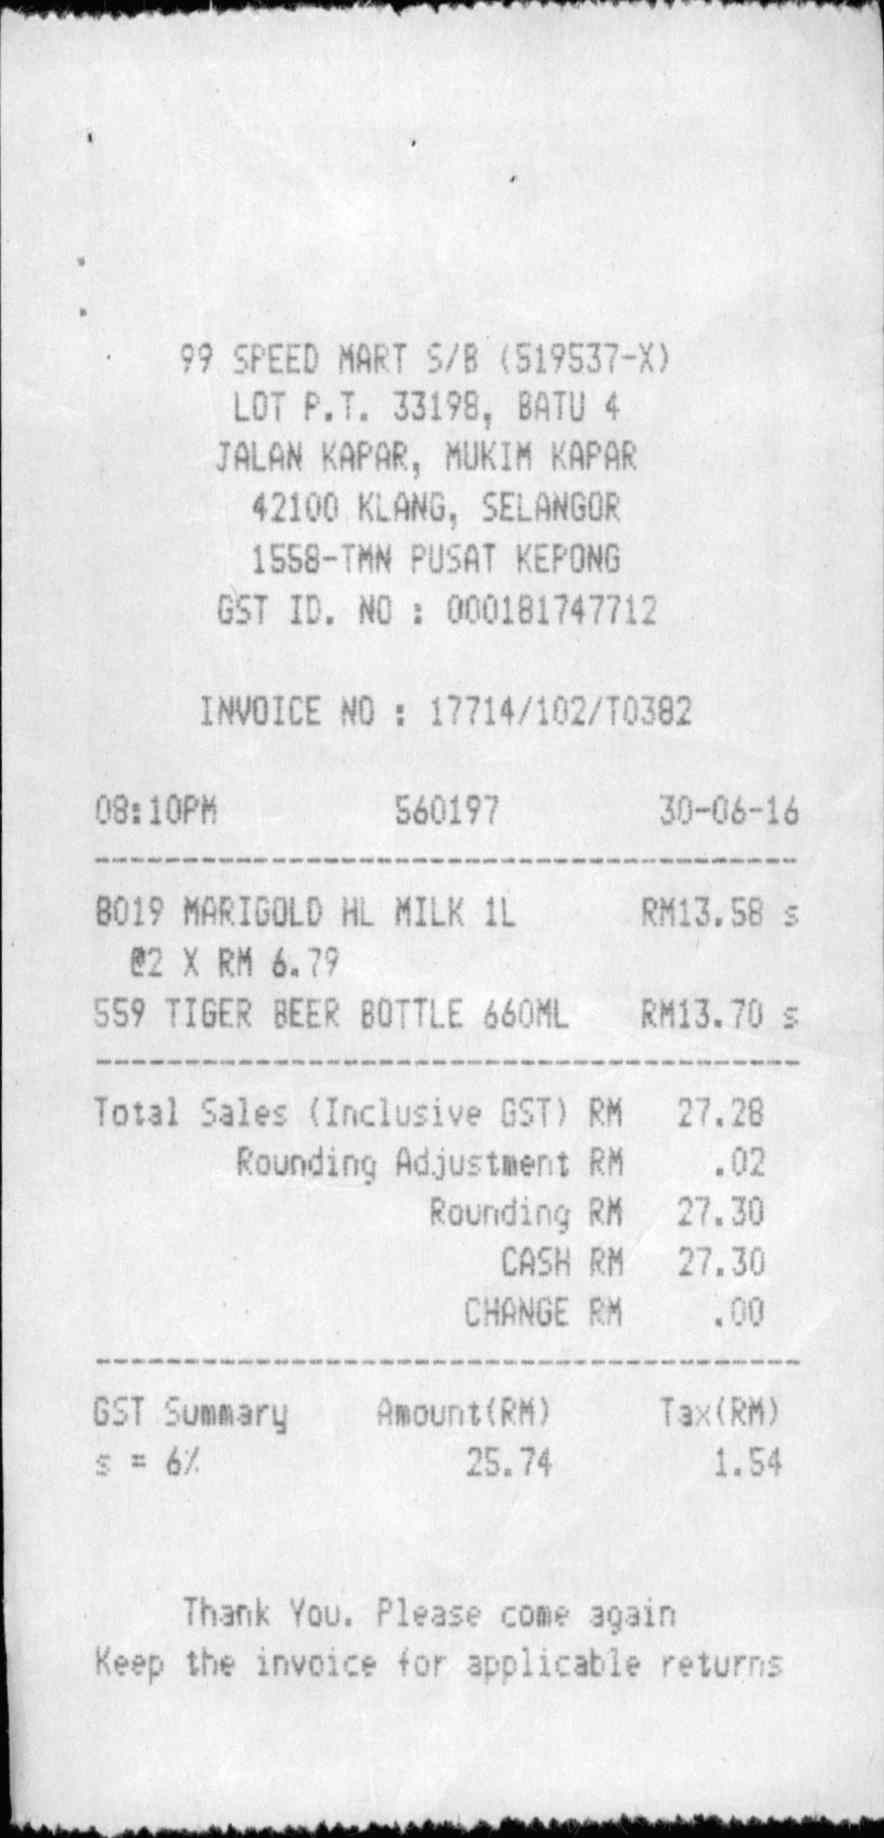 99 SPEED MART S/B (519537-X)
LOT P.T. 33198, BATU 4
JALAN KAPAR, MUKIM KAPAR
42100 KLANG, SELANGOR
1558-TMN PUSAT KEPONG
GST ID. NO : 000181747712
INVOICE NO : 17714/102/T0382
08:10PM 560197 30-06-16
8019 MARIGOLD HL MILK 1L RM13.58 s
@2 X RM 6.79
559 TIGER BEER BOTTLE 660ML RM13.70 s
Total Sales (Inclusive GST) RM 27.28
Rounding Adjustment RM .02
Rounding RM 27.30
CASH RM 27.30
CHANGE RM .00
GST Summary Amount(RM) Tax(RM)
s = 6% 25.74 1.54
Thank You. Please come again
Keep the invoice for applicable returns